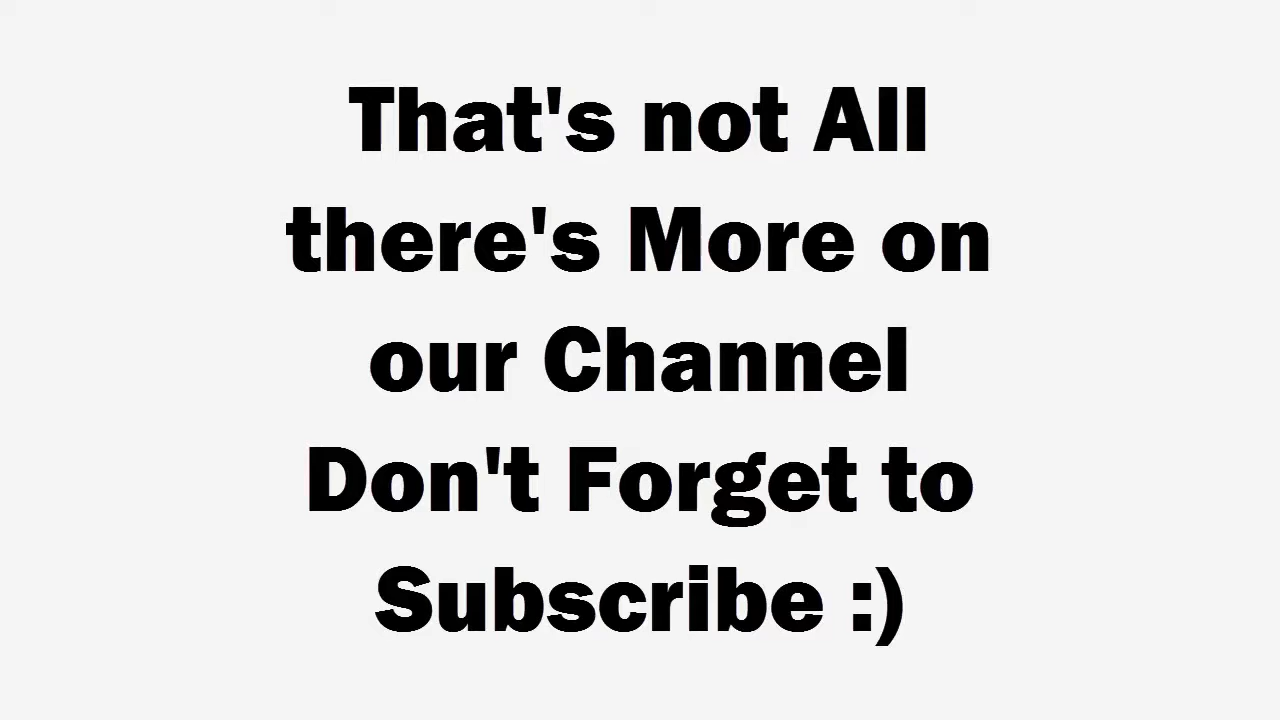 That's not All
there's More on
our Channel
Don't Forget to
Subscribe :)